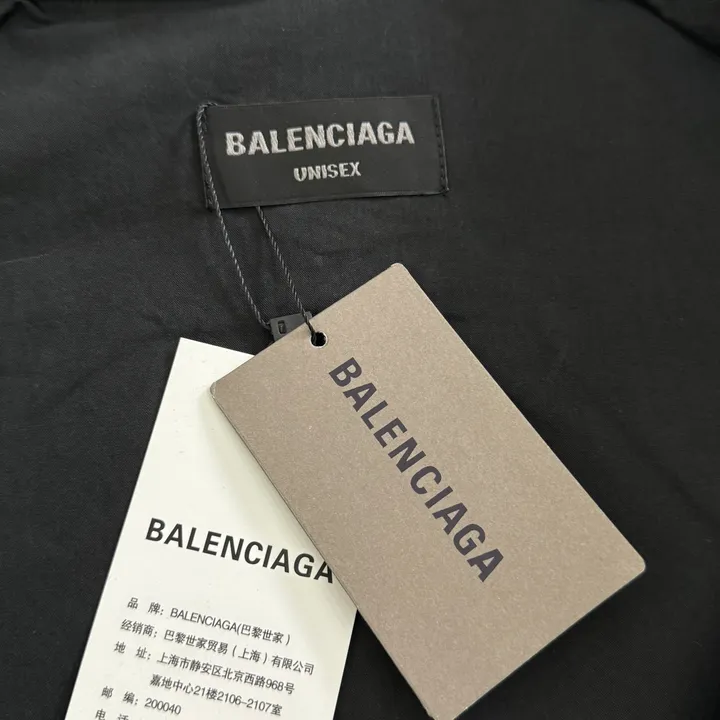 BALENCIAGA
UNISEX
BALENCIAGA
BALENCIAGA
品 牌：BALENCIAGA(巴黎世家）
经销商：巴黎世家贸易（上海）有限公司
地 址：上海市静安区北京西路968号
嘉地中心21楼2106-2107室
邮 编：200040
电 话